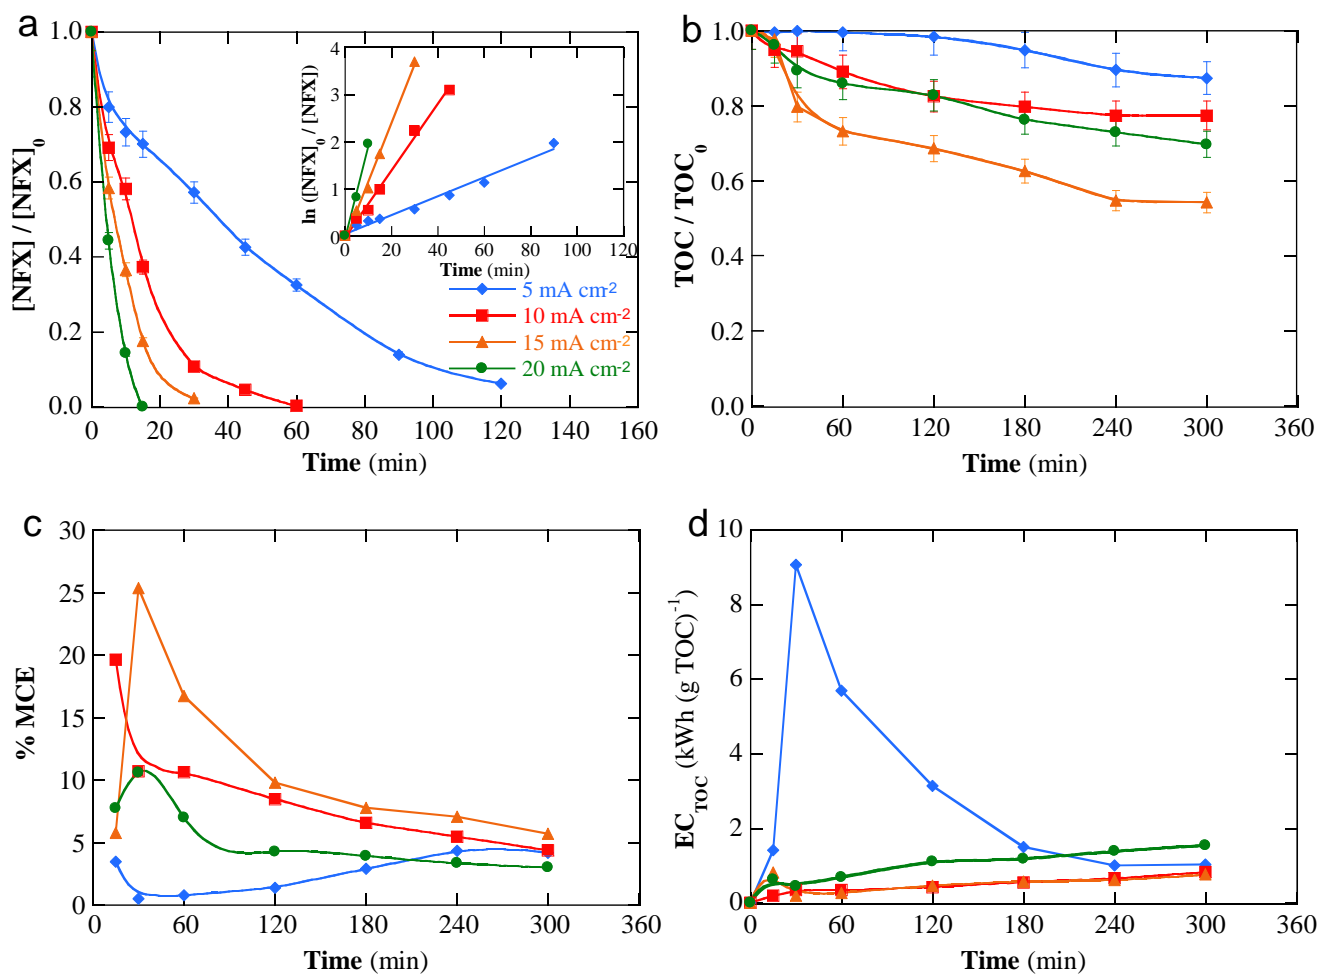 a
1.0
0.8
0.6
0.4
0.2
0.0
[NFX] / [NFX]0
0 20 40 60 80 100 120 140 160
Time (min)
4
3
2
1
0
ln ([NFX]0 / [NFX])
0 20 40 60 80 100 120
Time (min)
5 mA cm-2
10 mA cm-2
15 mA cm-2
20 mA cm-2
b
1.0
0.8
0.6
0.4
0.2
0.0
TOC / TOC0
0 60 120 180 240 300 360
Time (min)
c
30
25
20
15
10
5
0
% MCE
0 60 120 180 240 300 360
Time (min)
d
10
8
6
4
2
0
ECTOC (kWh (g TOC)-1
0 60 120 180 240 300 360
Time (min)